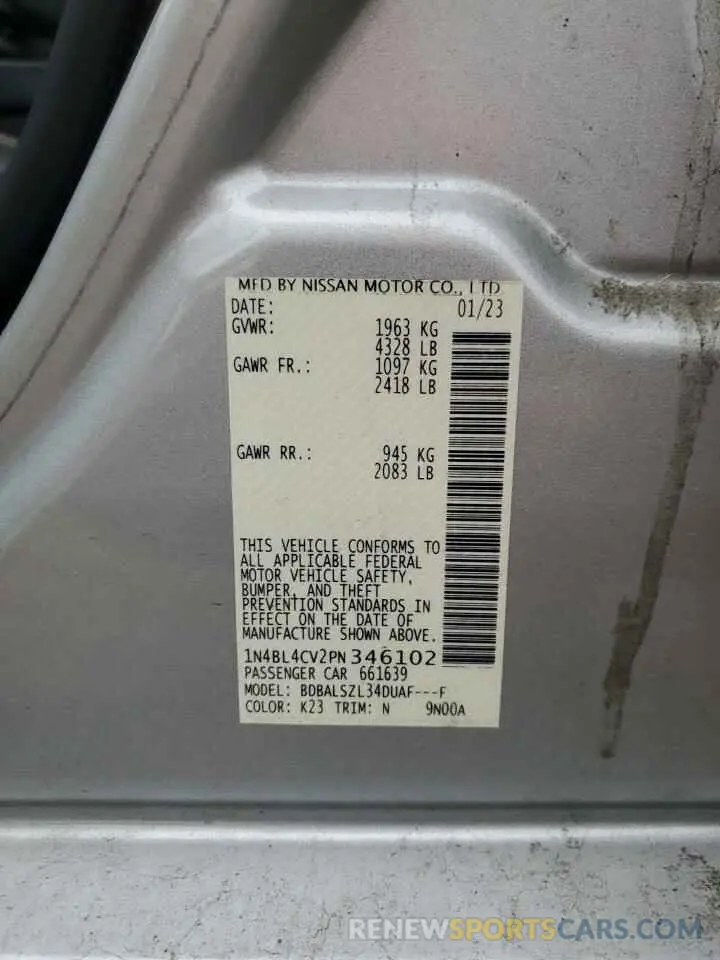 MFD BY NISSAN MOTOR CO., LTD
DATE: 01/23
GVWR: 1963 KG
4328 LB
GAWR FR.: 1097 KG
2418 LB
GAWR RR.: 945 KG
2083 LB
THIS VEHICLE CONFORMS TO
ALL APPLICABLE FEDERAL
MOTOR VEHICLE SAFETY,
BUMPER, AND THEFT
PREVENTION STANDARDS IN
EFFECT ON THE DATE OF
MANUFACTURE SHOWN ABOVE.
1N4BL4CV2PN346102
PASSENGER CAR 661639
MODEL: BDBALSZL34DUAF---F
COLOR: K23 TRIM: N 9N00A
RENEWSPORTSCARS.COM